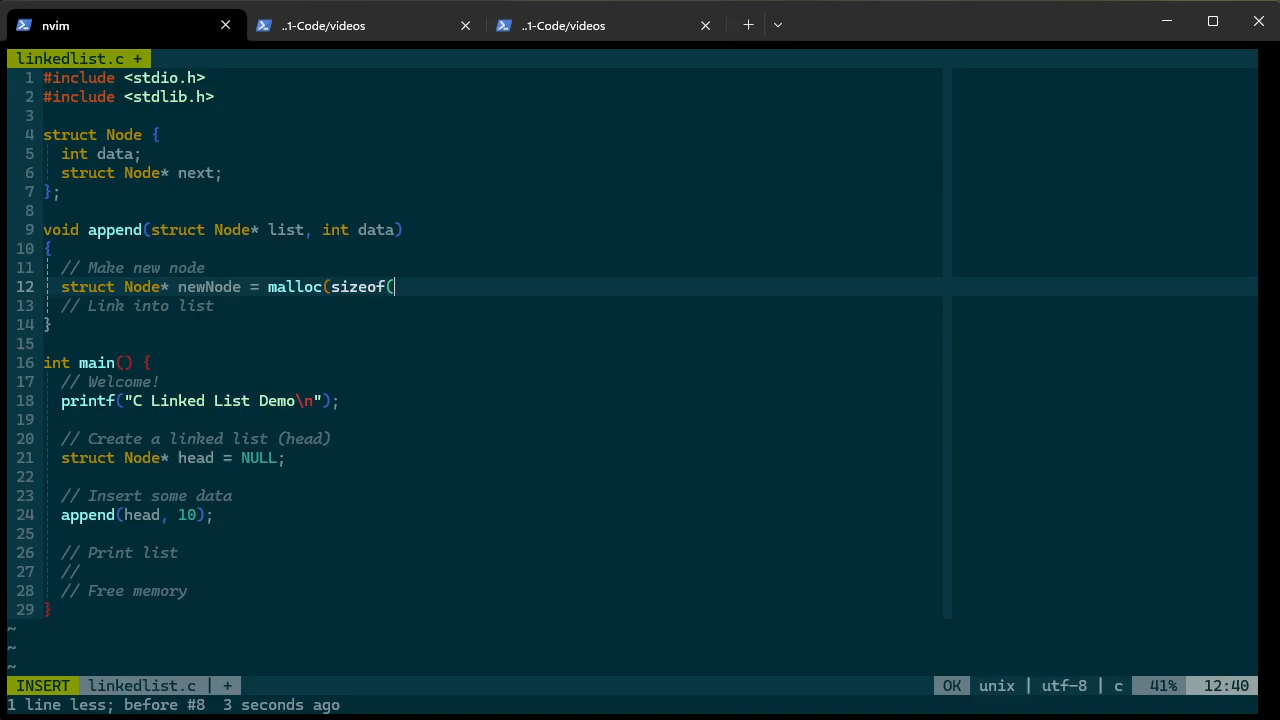 nvim ..1-Code/videos ..1-Code/videos
linkedlist.c +
1 #include <stdio.h>
2 #include <stdlib.h>
3
4 struct Node {
5   int data;
6   struct Node* next;
7 };
8
9 void append(struct Node* list, int data)
10 {
11   // Make new node
12   struct Node* newNode = malloc(sizeof(
13   // Link into list
14 }
15
16 int main() {
17   // Welcome!
18   printf("C Linked List Demo\n");
19
20   // Create a linked list (head)
21   struct Node* head = NULL;
22
23   // Insert some data
24   append(head, 10);
25
26   // Print list
27   //
28   // Free memory
29 }
~
~
~
INSERT linkedlist.c | + OK unix | utf-8 | c 41% 12:40
1 line less; before #8  3 seconds ago